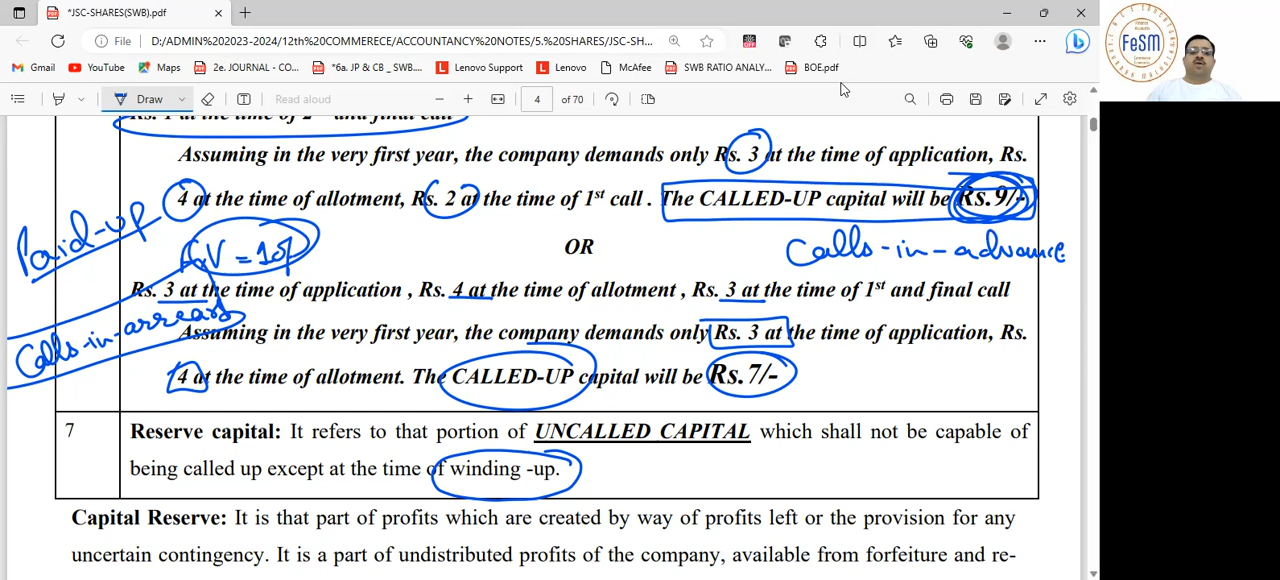 *JSC-SHARES(SWB).pdf
File D:/ADMIN%202023-2024/12th%20COMMERECE/ACCOUNTANCY%20NOTES/5.%20SHARES/JSC-SH...
Gmail YouTube Maps 2e. JOURNAL - CO... *6a. JP & SB _ SWB.... Lenovo Support Lenovo McAfee SWB RATIO ANALY... BOE.pdf
Draw Read aloud 4 of 70
FeSM
Rs. 1 at the time of 2nd and final call
Assuming in the very first year, the company demands only Rs. 3 at the time of application, Rs.
4 at the time of allotment, Rs. 2 at the time of 1st call . The CALLED-UP capital will be Rs.9/-
Paid-up
FV = 10/
OR
Calls-in-advance
Rs. 3 at the time of application , Rs. 4 at the time of allotment , Rs. 3 at the time of 1st and final call
Calls-in-arrears
Assuming in the very first year, the company demands only Rs. 3 at the time of application, Rs.
4 at the time of allotment. The CALLED-UP capital will be Rs.7/-
7 Reserve capital: It refers to that portion of UNCALLED CAPITAL which shall not be capable of
being called up except at the time of winding -up.
Capital Reserve: It is that part of profits which are created by way of profits left or the provision for any
uncertain contingency. It is a part of undistributed profits of the company, available from forfeiture and re-